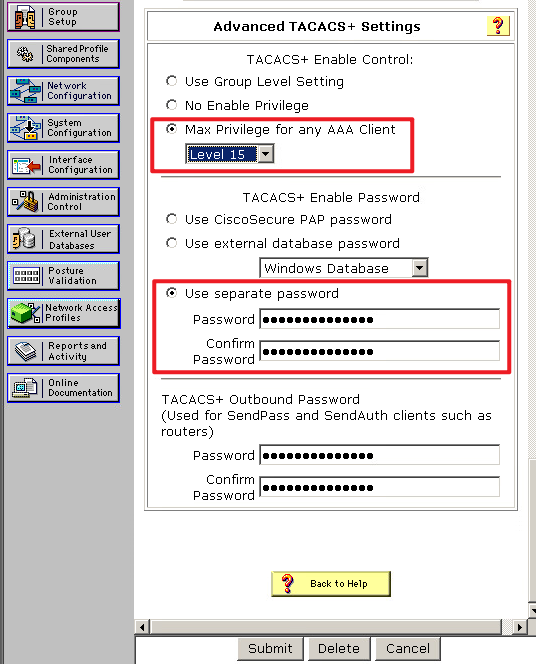 Group
Setup
Shared Profile
Components
Network
Configuration
System
Configuration
Interface
Configuration
Administration
Control
External User
Databases
Posture
Validation
Network Access
Profiles
Reports and
Activity
Online
Documentation
Advanced TACACS+ Settings
?
TACACS+ Enable Control:
Use Group Level Setting
No Enable Privilege
Max Privilege for any AAA Client
Level 15
TACACS+ Enable Password
Use CiscoSecure PAP password
Use external database password
Windows Database
Use separate password
Password ●●●●●●●●●●●●●●
Confirm
Password ●●●●●●●●●●●●●●
TACACS+ Outbound Password
(Used for SendPass and SendAuth clients such as
routers)
Password ●●●●●●●●●●●●●●
Confirm
Password ●●●●●●●●●●●●●●
? Back to Help
Submit Delete Cancel